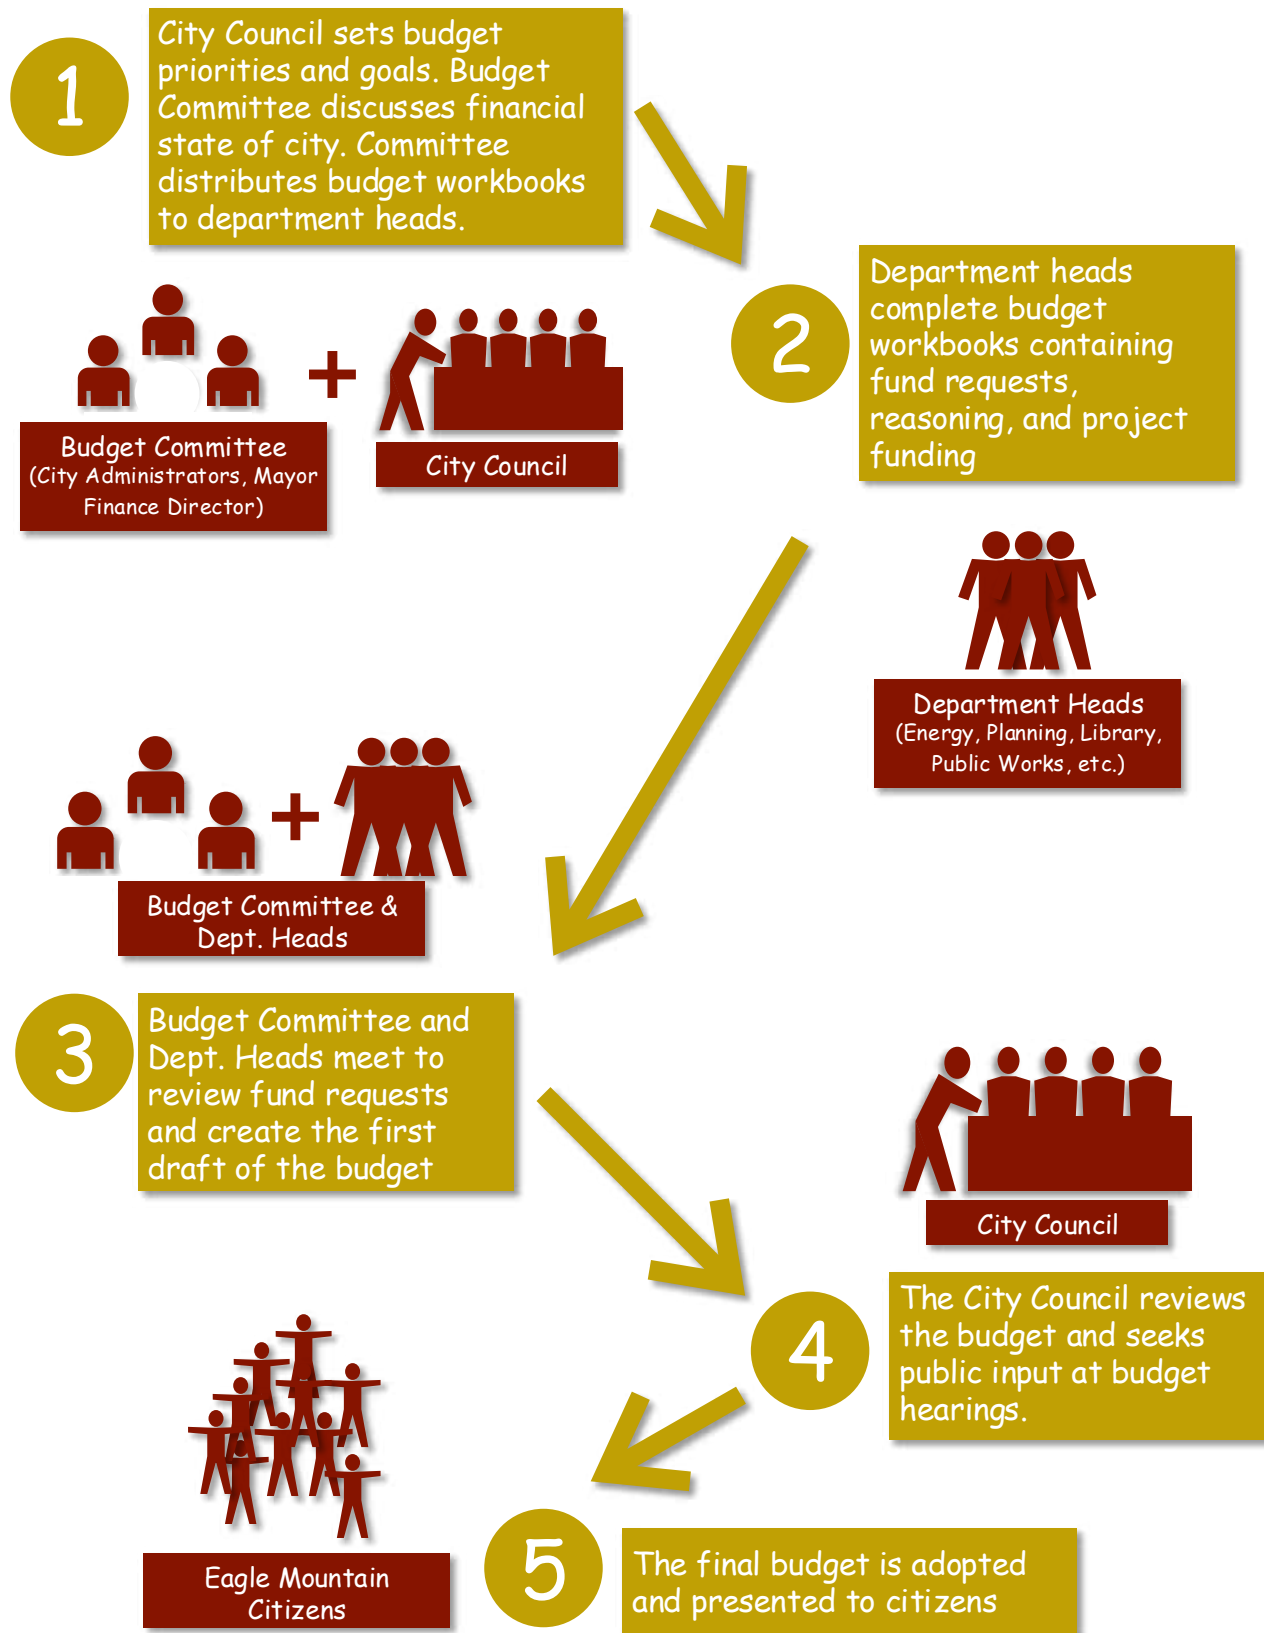 1
City Council sets budget
priorities and goals. Budget
Committee discusses financial
state of city. Committee
distributes budget workbooks
to department heads.
Budget Committee
(City Administrators, Mayor
Finance Director)
+
City Council
2
Department heads
complete budget
workbooks containing
fund requests,
reasoning, and project
funding
Department Heads
(Energy, Planning, Library,
Public Works, etc.)
+
Budget Committee &
Dept. Heads
3
Budget Committee and
Dept. Heads meet to
review fund requests
and create the first
draft of the budget
City Council
4
The City Council reviews
the budget and seeks
public input at budget
hearings.
Eagle Mountain
Citizens
5
The final budget is adopted
and presented to citizens